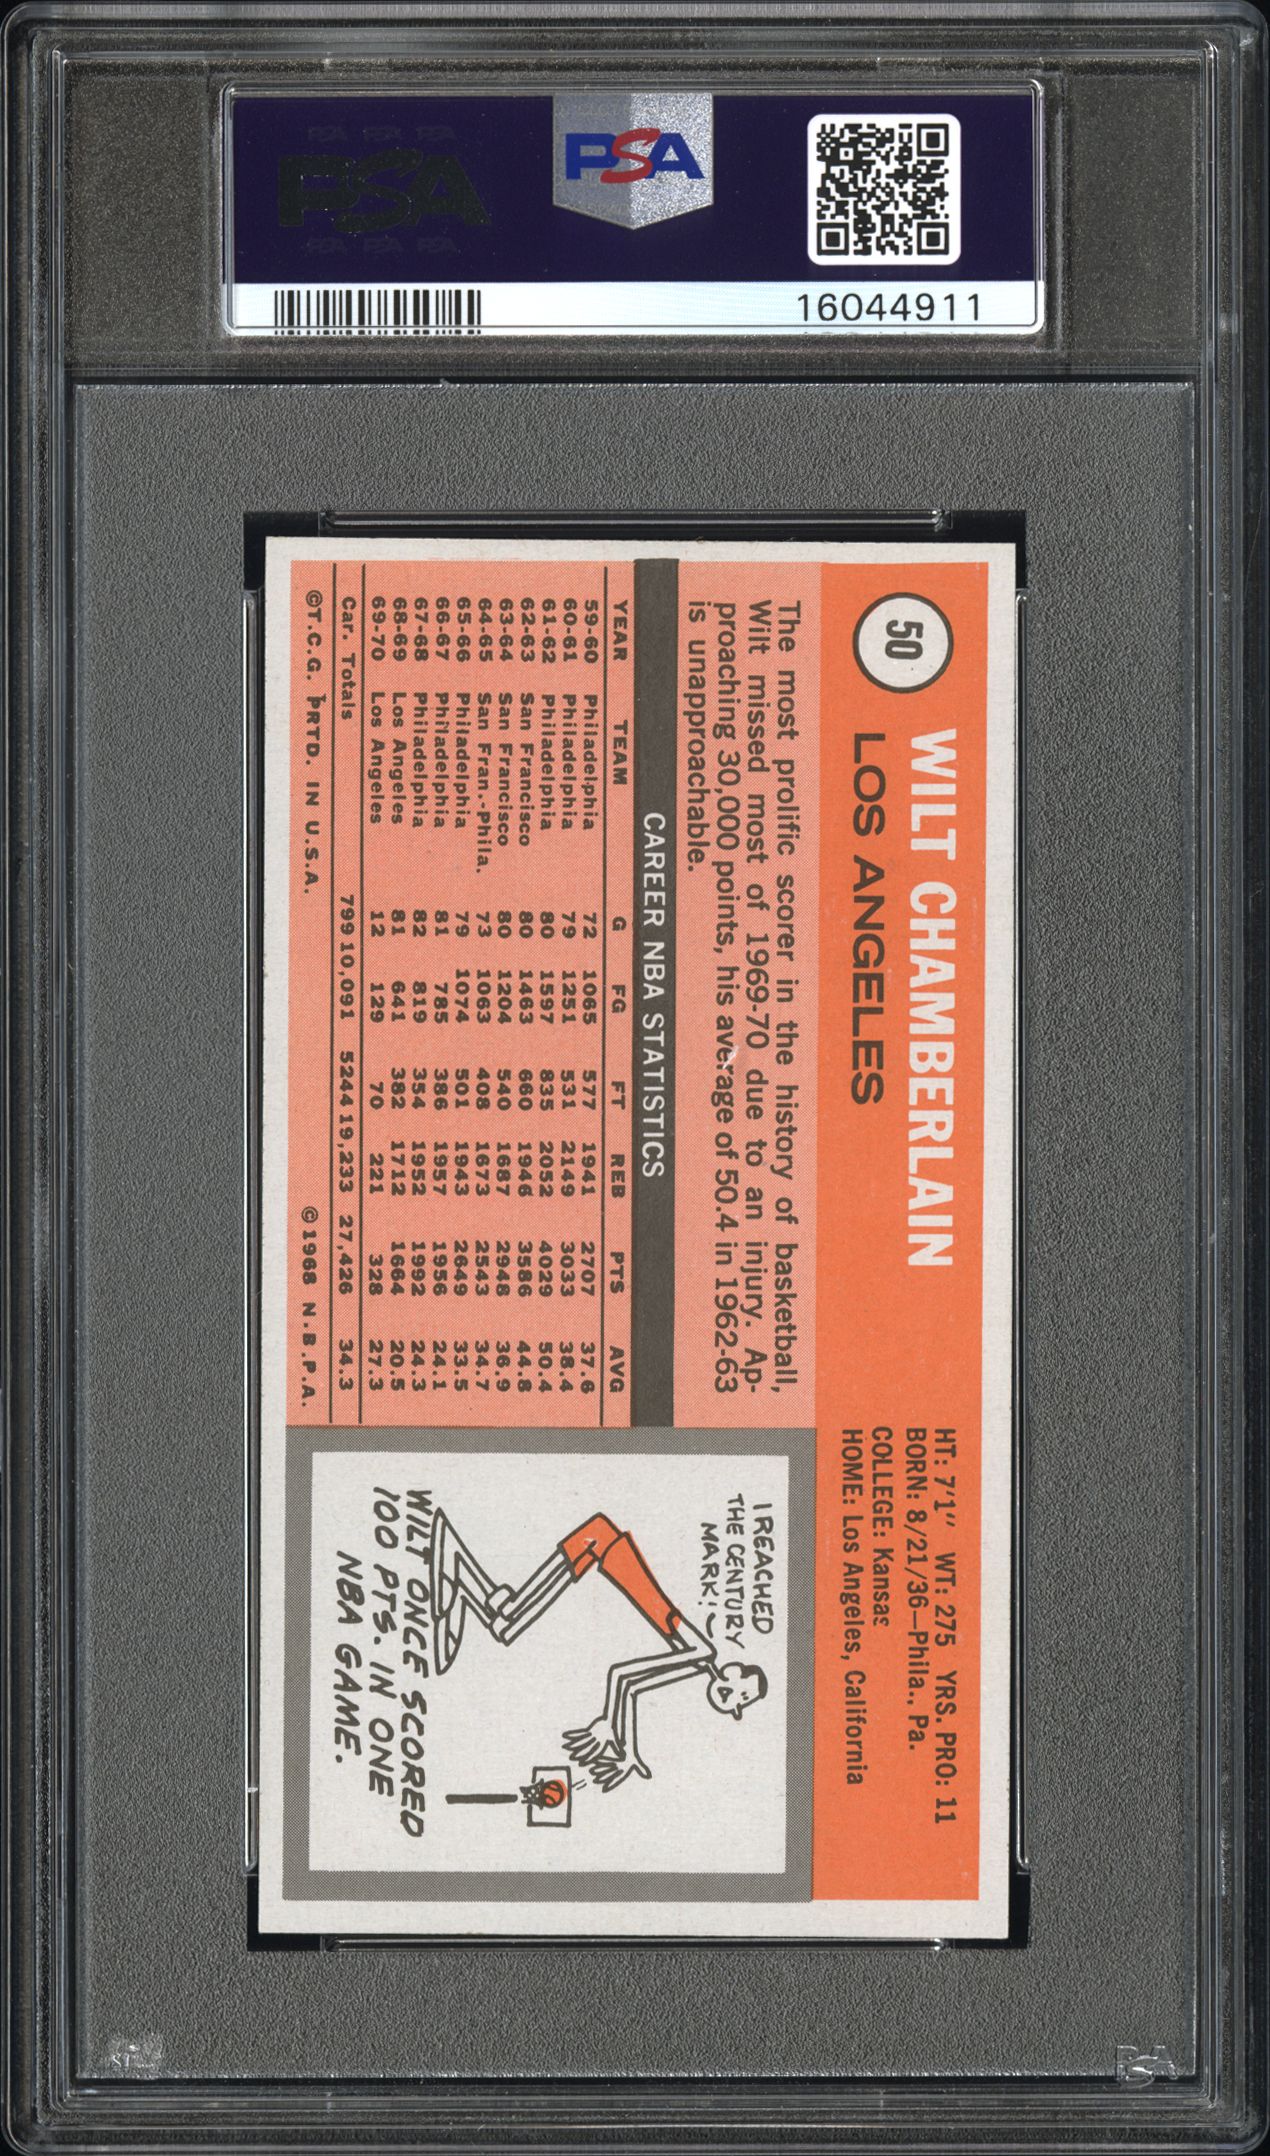 PSA
16044911
50
WILT CHAMBERLAIN
LOS ANGELES
HT: 7'1" WT: 275 YRS. PRO: 11
BORN: 8/21/36—Phila., Pa.
COLLEGE: Kansas
HOME: Los Angeles, California
The most prolific scorer in the history of basketball,
Wilt missed most of 1969-70 due to an injury. Ap-
proaching 30,000 points, his average of 50.4 in 1962-63
is unapproachable.
CAREER NBA STATISTICS
YEAR TEAM G FG FT REB PTS AVG
59-60 Philadelphia 72 1065 577 1941 2707 37.6
60-61 Philadelphia 79 1251 531 2149 3033 38.4
61-62 Philadelphia 80 1597 835 2052 4029 50.4
62-63 San Francisco 80 1463 660 1946 3586 44.8
63-64 San Francisco 80 1204 540 1687 2948 36.9
64-65 San Fran.-Phila. 73 1063 408 1673 2543 34.7
65-66 Philadelphia 79 1074 501 1943 2649 33.5
66-67 Philadelphia 81 785 386 1957 1956 24.1
67-68 Philadelphia 82 819 354 1952 1992 24.3
68-69 Los Angeles 81 641 382 1712 1664 20.5
69-70 Los Angeles 12 129 70 221 328 27.3
Car. Totals 799 10,091 5244 19,233 27,426 34.3
©T.C.G. PRTD. IN U.S.A. ©1968 N.B.P.A.
I REACHED
THE CENTURY
MARK!
WILT ONCE SCORED
100 PTS. IN ONE
NBA GAME.
PSA